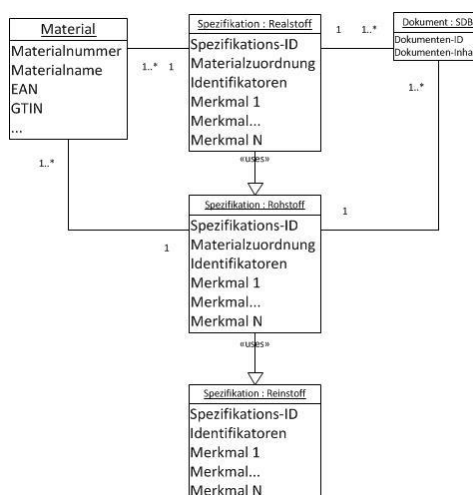 Material
Materialnummer
Materialname
EAN
GTIN
...
1..*
1
1..*
Spezifikation : Realstoff
Spezifikations-ID
Materialzuordnung
Identifikatoren
Merkmal 1
Merkmal...
Merkmal N
1
1..*
Dokument : SDB
Dokumenten-ID
Dokumenten-Inha
1..*
«uses»
Spezifikation : Rohstoff
Spezifikations-ID
Materialzuordnung
Identifikatoren
Merkmal 1
Merkmal...
Merkmal N
1
1
«uses»
Spezifikation : Reinstoff
Spezifikations-ID
Identifikatoren
Merkmal 1
Merkmal...
Merkmal N